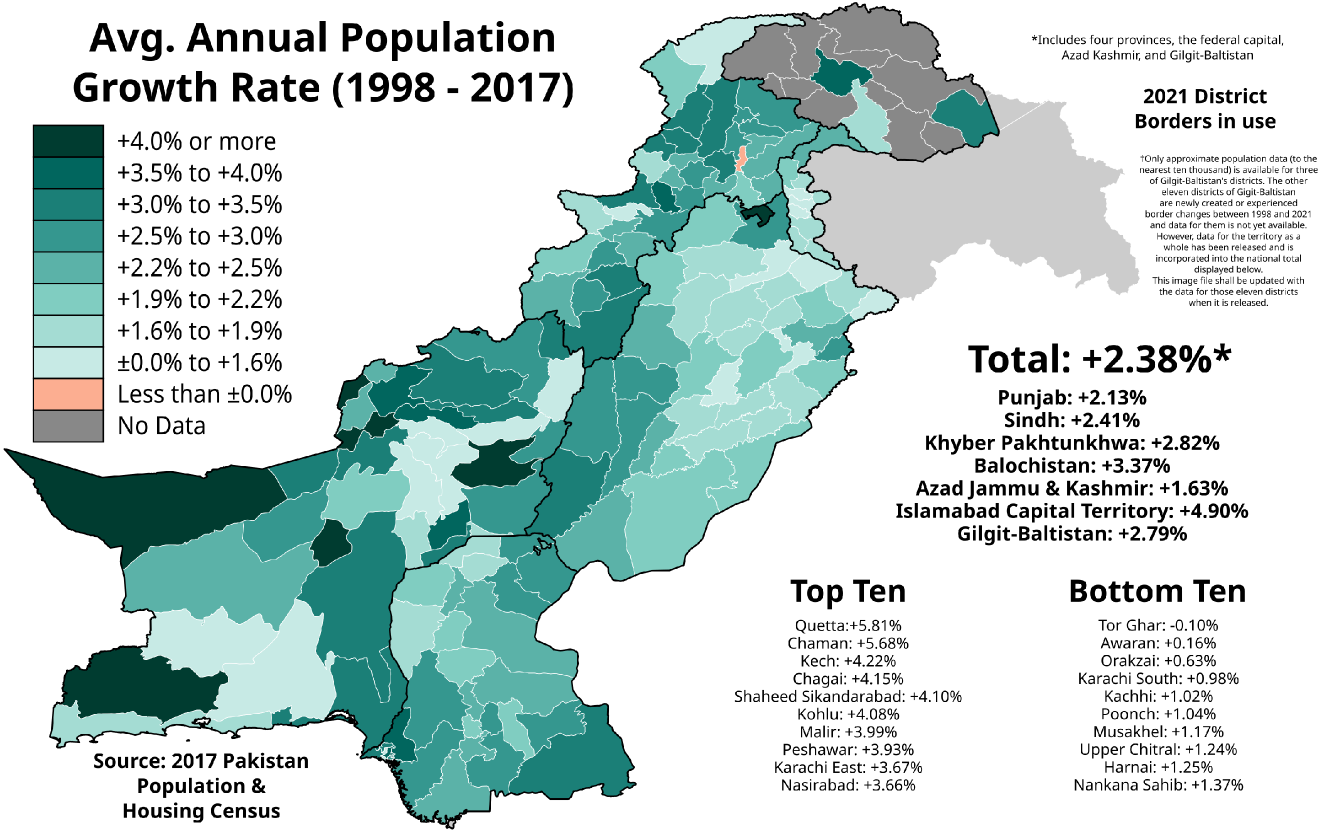 Avg. Annual Population
Growth Rate (1998 - 2017)
+4.0% or more
+3.5% to +4.0%
+3.0% to +3.5%
+2.5% to +3.0%
+2.2% to +2.5%
+1.9% to +2.2%
+1.6% to +1.9%
±0.0% to +1.6%
Less than ±0.0%
No Data
*Includes four provinces, the federal capital,
Azad Kashmir, and Gilgit-Baltistan
2021 District
Borders in use
†Only approximate population data (to the
nearest ten thousand) is available for three
of Gilgit-Baltistan's districts. The other
eleven districts of Gigit-Baltistan
are newly created or experienced
border changes between 1998 and 2021
and data for them is not yet available.
However, data for the territory as a
whole has been released and is
incorporated into the national total
displayed below.
This image file shall be updated with
the data for those eleven districts
when it is released.
Total: +2.38%*
Punjab: +2.13%
Sindh: +2.41%
Khyber Pakhtunkhwa: +2.82%
Balochistan: +3.37%
Azad Jammu & Kashmir: +1.63%
Islamabad Capital Territory: +4.90%
Gilgit-Baltistan: +2.79%
Top Ten
Quetta:+5.81%
Chaman: +5.68%
Kech: +4.22%
Chagai: +4.15%
Shaheed Sikandarabad: +4.10%
Kohlu: +4.08%
Malir: +3.99%
Peshawar: +3.93%
Karachi East: +3.67%
Nasirabad: +3.66%
Bottom Ten
Tor Ghar: -0.10%
Awaran: +0.16%
Orakzai: +0.63%
Karachi South: +0.98%
Kachhi: +1.02%
Poonch: +1.04%
Musakhel: +1.17%
Upper Chitral: +1.24%
Harnai: +1.25%
Nankana Sahib: +1.37%
Source: 2017 Pakistan
Population &
Housing Census